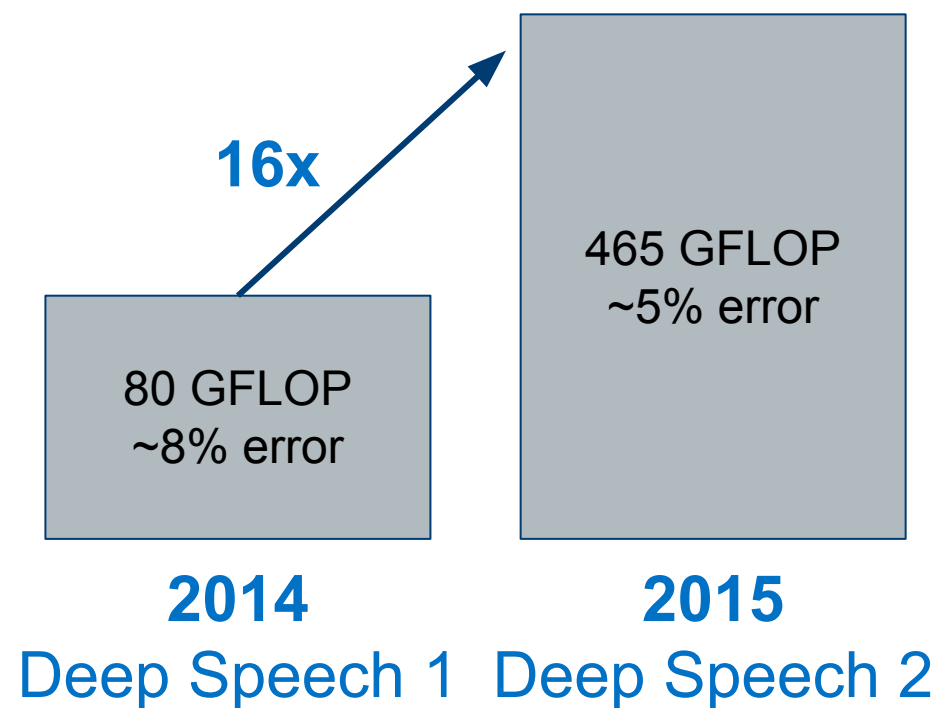 16x
80 GFLOP
~8% error
465 GFLOP
~5% error
2014
Deep Speech 1
2015
Deep Speech 2